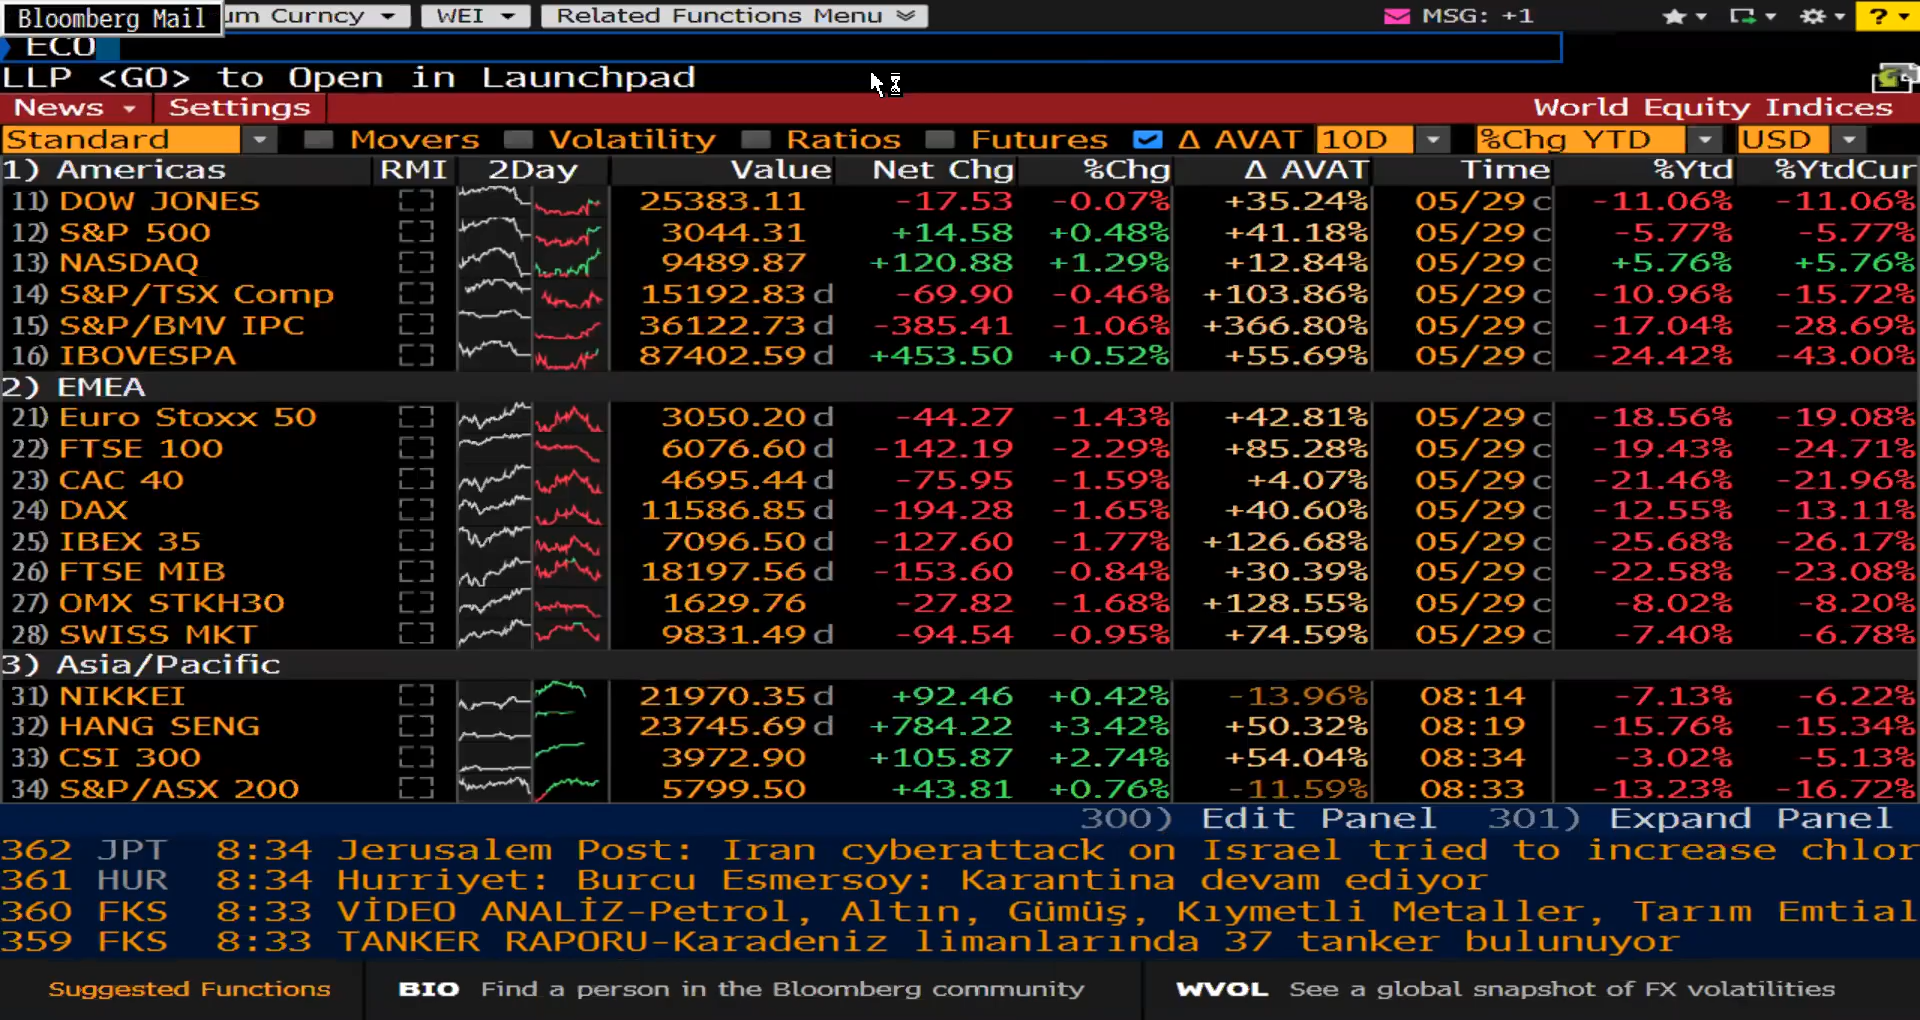 Bloomberg Mail um Curncy WEI Related Functions Menu MSG: +1 ?
ECO
LLP <GO> to Open in Launchpad
News Settings World Equity Indices
Standard Movers Volatility Ratios Futures Δ AVAT 10D %Chg YTD USD
1) Americas RMI 2Day Value Net Chg %Chg Δ AVAT Time %Ytd %YtdCur
11) DOW JONES 25383.11 -17.53 -0.07% +35.24% 05/29 c -11.06% -11.06%
12) S&P 500 3044.31 +14.58 +0.48% +41.18% 05/29 c -5.77% -5.77%
13) NASDAQ 9489.87 +120.88 +1.29% +12.84% 05/29 c +5.76% +5.76%
14) S&P/TSX Comp 15192.83 d -69.90 -0.46% +103.86% 05/29 c -10.96% -15.72%
15) S&P/BMV IPC 36122.73 d -385.41 -1.06% +366.80% 05/29 c -17.04% -28.69%
16) IBOVESPA 87402.59 d +453.50 +0.52% +55.69% 05/29 c -24.42% -43.00%
2) EMEA
21) Euro Stoxx 50 3050.20 d -44.27 -1.43% +42.81% 05/29 c -18.56% -19.08%
22) FTSE 100 6076.60 d -142.19 -2.29% +85.28% 05/29 c -19.43% -24.71%
23) CAC 40 4695.44 d -75.95 -1.59% +4.07% 05/29 c -21.46% -21.96%
24) DAX 11586.85 d -194.28 -1.65% +40.60% 05/29 c -12.55% -13.11%
25) IBEX 35 7096.50 d -127.60 -1.77% +126.68% 05/29 c -25.68% -26.17%
26) FTSE MIB 18197.56 d -153.60 -0.84% +30.39% 05/29 c -22.58% -23.08%
27) OMX STKH30 1629.76 -27.82 -1.68% +128.55% 05/29 c -8.02% -8.20%
28) SWISS MKT 9831.49 d -94.54 -0.95% +74.59% 05/29 c -7.40% -6.78%
3) Asia/Pacific
31) NIKKEI 21970.35 d +92.46 +0.42% -13.96% 08:14 -7.13% -6.22%
32) HANG SENG 23745.69 d +784.22 +3.42% +50.32% 08:19 -15.76% -15.34%
33) CSI 300 3972.90 +105.87 +2.74% +54.04% 08:34 -3.02% -5.13%
34) S&P/ASX 200 5799.50 +43.81 +0.76% -11.59% 08:33 -13.23% -16.72%
300) Edit Panel 301) Expand Panel
362 JPT 8:34 Jerusalem Post: Iran cyberattack on Israel tried to increase chlor
361 HUR 8:34 Hurriyet: Burcu Esmersoy: Karantina devam ediyor
360 FKS 8:33 VİDEO ANALİZ-Petrol, Altın, Gümüş, Kıymetli Metaller, Tarım Emtial
359 FKS 8:33 TANKER RAPORU-Karadeniz limanlarında 37 tanker bulunuyor
Suggested Functions BIO Find a person in the Bloomberg community WVOL See a global snapshot of FX volatilities